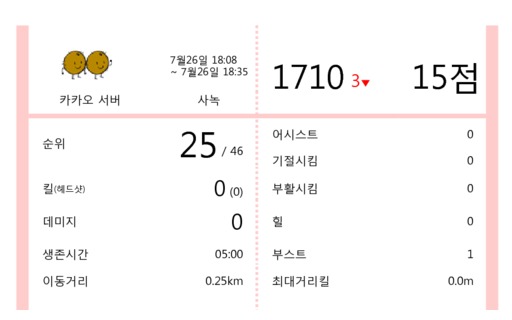 7월26일 18:08
~ 7월26일 18:35
카카오 서버
사녹
1710 3▼
15점
순위 25 / 46
킬(헤드샷) 0 (0)
데미지 0
생존시간 05:00
이동거리 0.25km
어시스트 0
기절시킴 0
부활시킴 0
힐 0
부스트 1
최대거리킬 0.0m